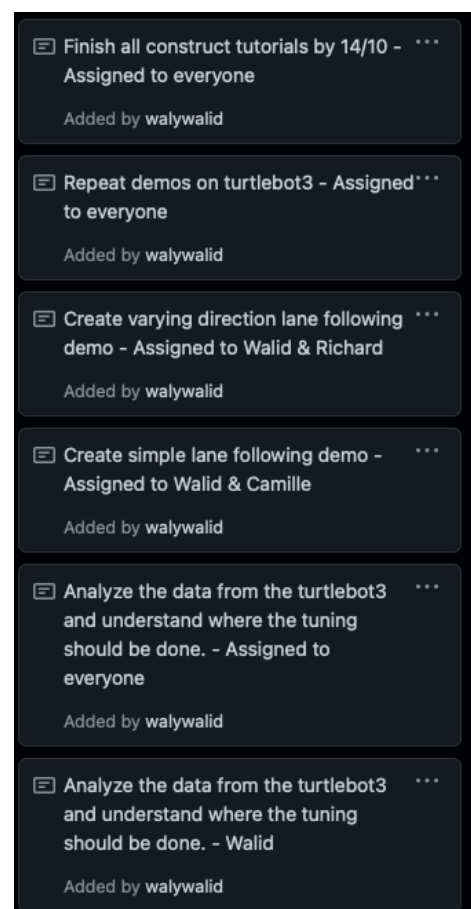 Finish all construct tutorials by 14/10 -
Assigned to everyone
Added by walywalid
Repeat demos on turtlebot3 - Assigned
to everyone
Added by walywalid
Create varying direction lane following
demo - Assigned to Walid & Richard
Added by walywalid
Create simple lane following demo -
Assigned to Walid & Camille
Added by walywalid
Analyze the data from the turtlebot3
and understand where the tuning
should be done. - Assigned to
everyone
Added by walywalid
Analyze the data from the turtlebot3
and understand where the tuning
should be done. - Walid
Added by walywalid